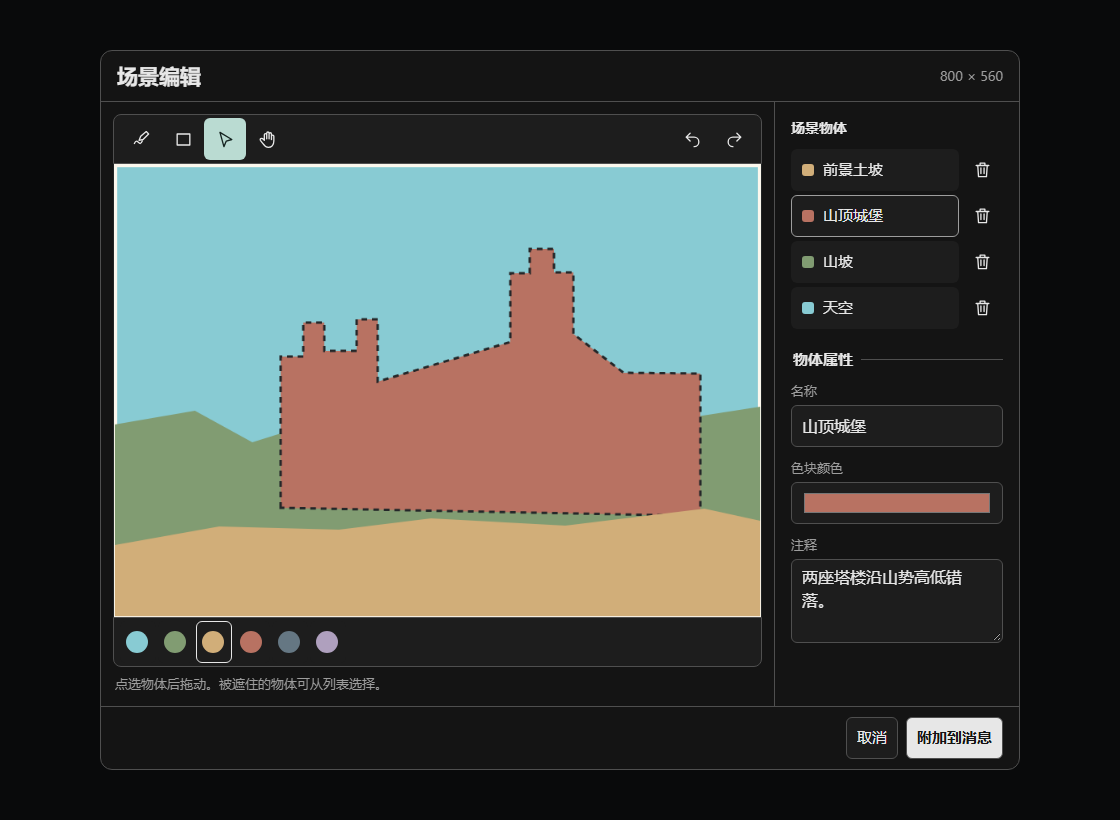 场景编辑
800 × 560
场景物体
前景土坡
山顶城堡
山坡
天空
物体属性
名称
山顶城堡
色块颜色
注释
两座塔楼沿山势高低错
落。
点选物体后拖动。被遮住的物体可从列表选择。
取消
附加到消息